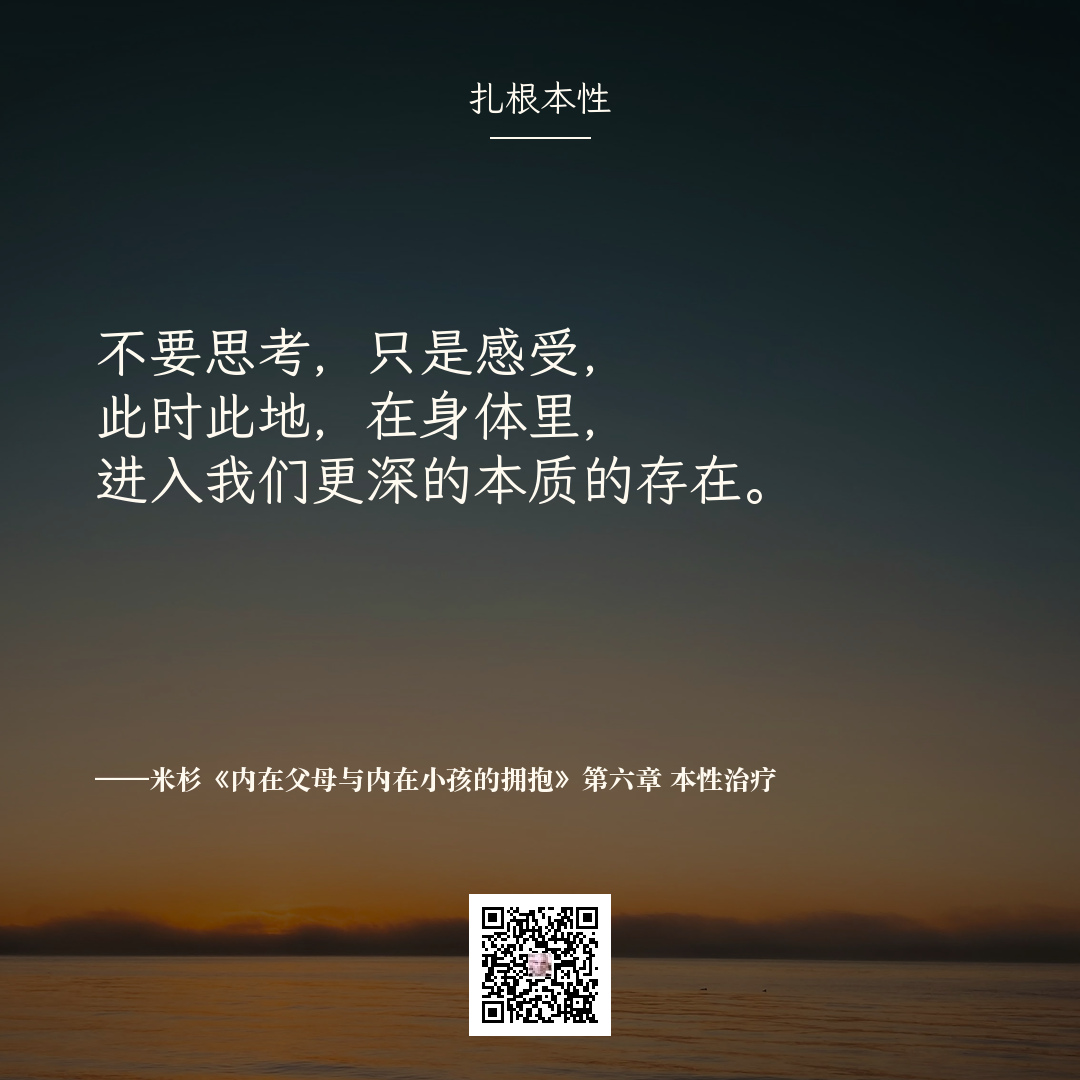 扎根本性
不要思考，只是感受，
此时此地，在身体里，
进入我们更深的本质的存在。
——米杉《内在父母与内在小孩的拥抱》第六章 本性治疗